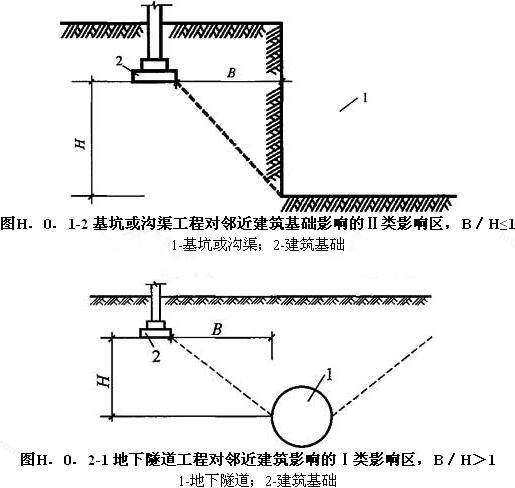 2
B
1
H
图H．0．1-2基坑或沟渠工程对邻近建筑基础影响的Ⅱ类影响区，B／H≤1
1-基坑或沟渠；2-建筑基础
B
2
1
H
图H．0．2-1地下隧道工程对邻近建筑影响的Ⅰ类影响区，B／H＞1
1-地下隧道；2-建筑基础